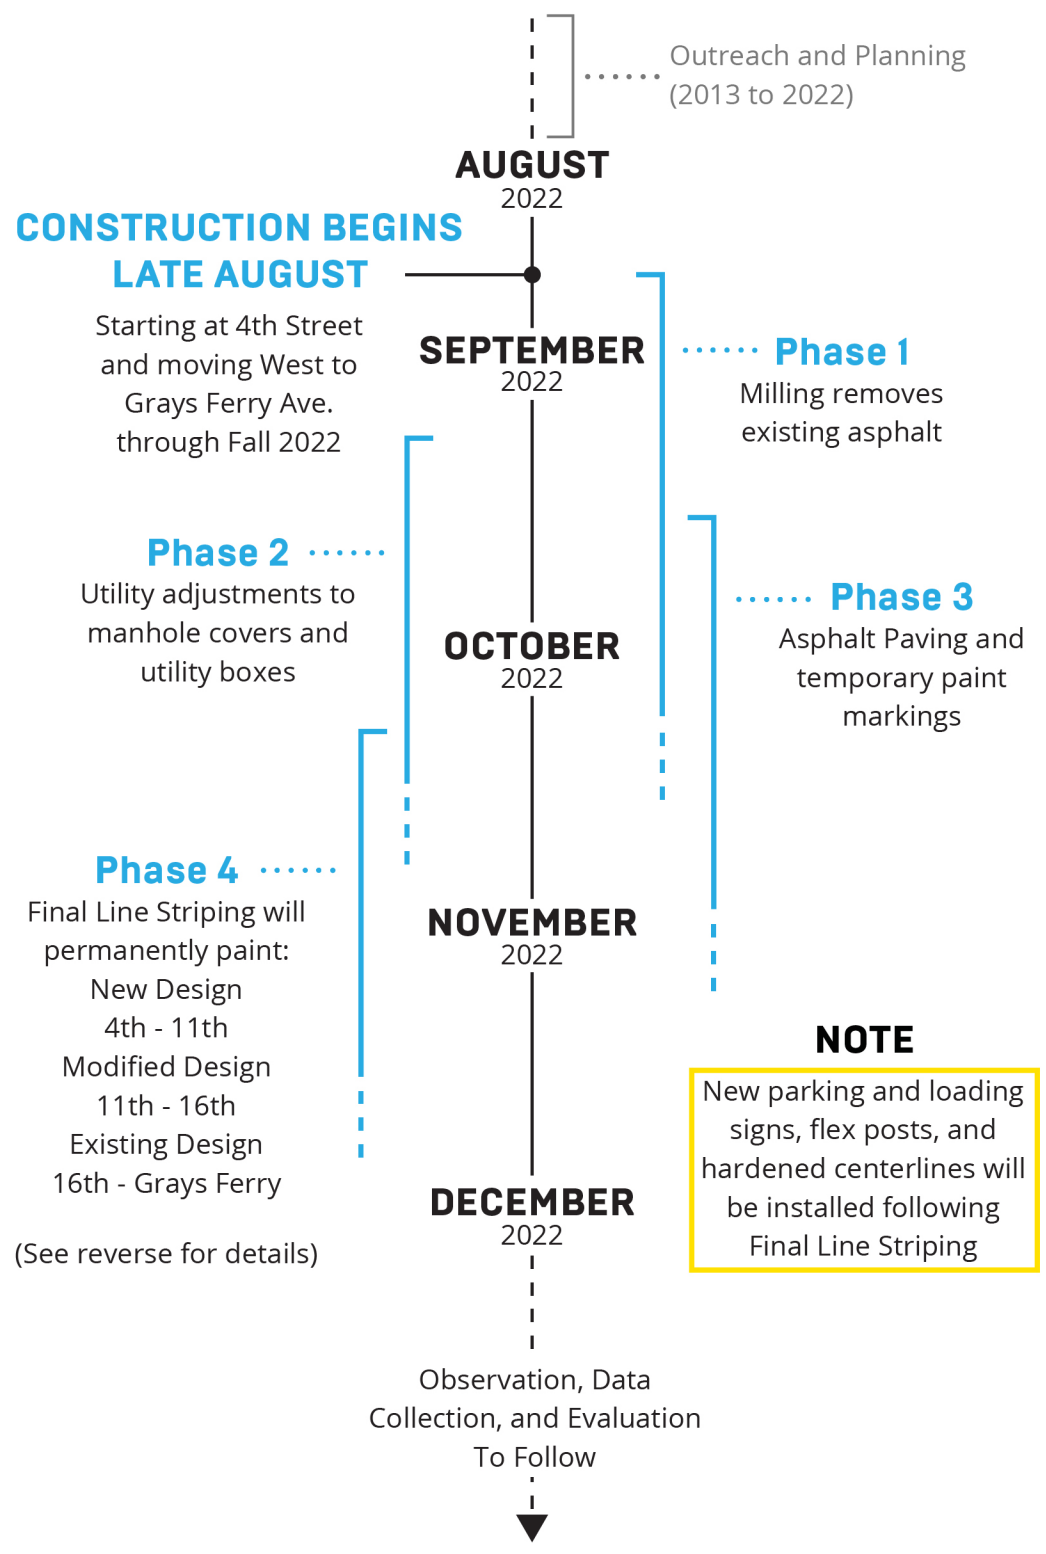 Outreach and Planning
(2013 to 2022)
AUGUST
2022
CONSTRUCTION BEGINS
LATE AUGUST
Starting at 4th Street
and moving West to
Grays Ferry Ave.
through Fall 2022
SEPTEMBER
2022
Phase 1
Milling removes
existing asphalt
Phase 2
Utility adjustments to
manhole covers and
utility boxes
OCTOBER
2022
Phase 3
Asphalt Paving and
temporary paint
markings
Phase 4
Final Line Striping will
permanently paint:
New Design
4th - 11th
Modified Design
11th - 16th
Existing Design
16th - Grays Ferry
(See reverse for details)
NOVEMBER
2022
NOTE
New parking and loading
signs, flex posts, and
hardened centerlines will
be installed following
Final Line Striping
DECEMBER
2022
Observation, Data
Collection, and Evaluation
To Follow